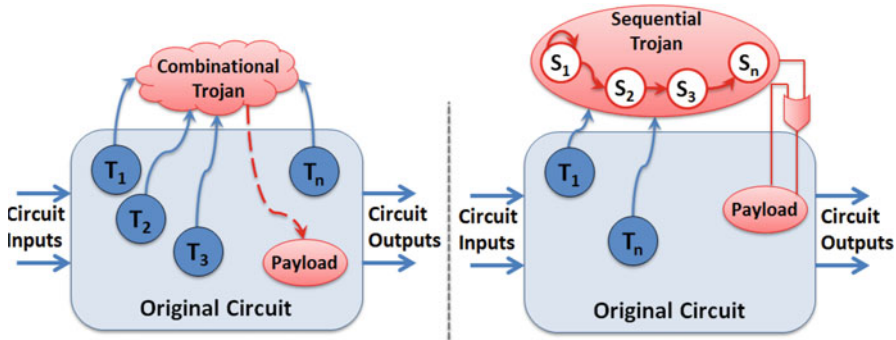 Combinational
Trojan
T1
T2
T3
Tn
Circuit
Inputs
Circuit
Outputs
Payload
Original Circuit
Sequential
Trojan
S1
S2
S3
Sn
T1
Tn
Circuit
Inputs
Payload
Circuit
Outputs
Original Circuit